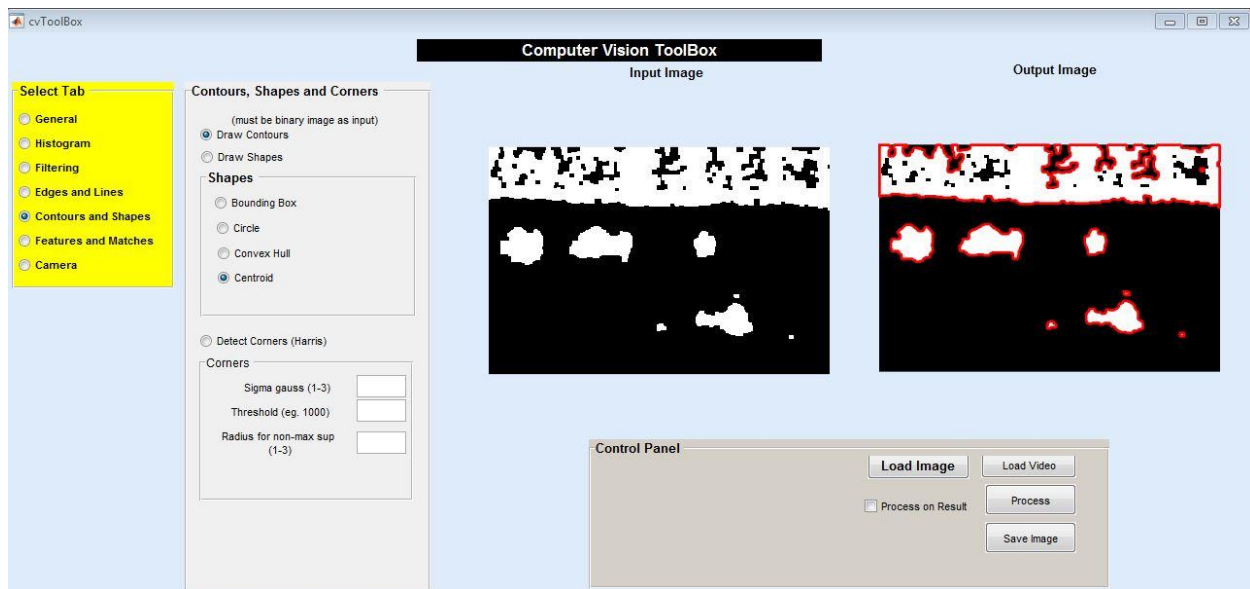 cvToolBox
Computer Vision ToolBox
Input Image
Output Image
Select Tab
General
Histogram
Filtering
Edges and Lines
Contours and Shapes
Features and Matches
Camera
Contours, Shapes and Corners
(must be binary image as input)
Draw Contours
Draw Shapes
Shapes
Bounding Box
Circle
Convex Hull
Centroid
Detect Corners (Harris)
Corners
Sigma gauss (1-3)
Threshold (eg. 1000)
Radius for non-max sup
(1-3)
Control Panel
Load Image
Load Video
Process on Result
Process
Save Image